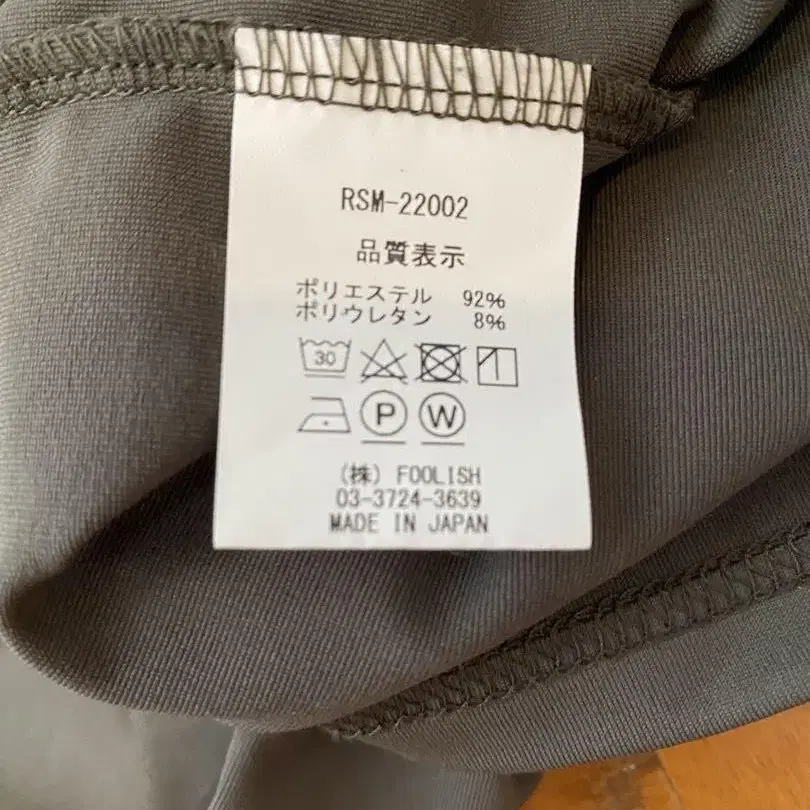 RSM-22002
品質表示
ポリエステル 92%
ポリウレタン 8%
30
P W
(株) FOOLISH
03-3724-3639
MADE IN JAPAN